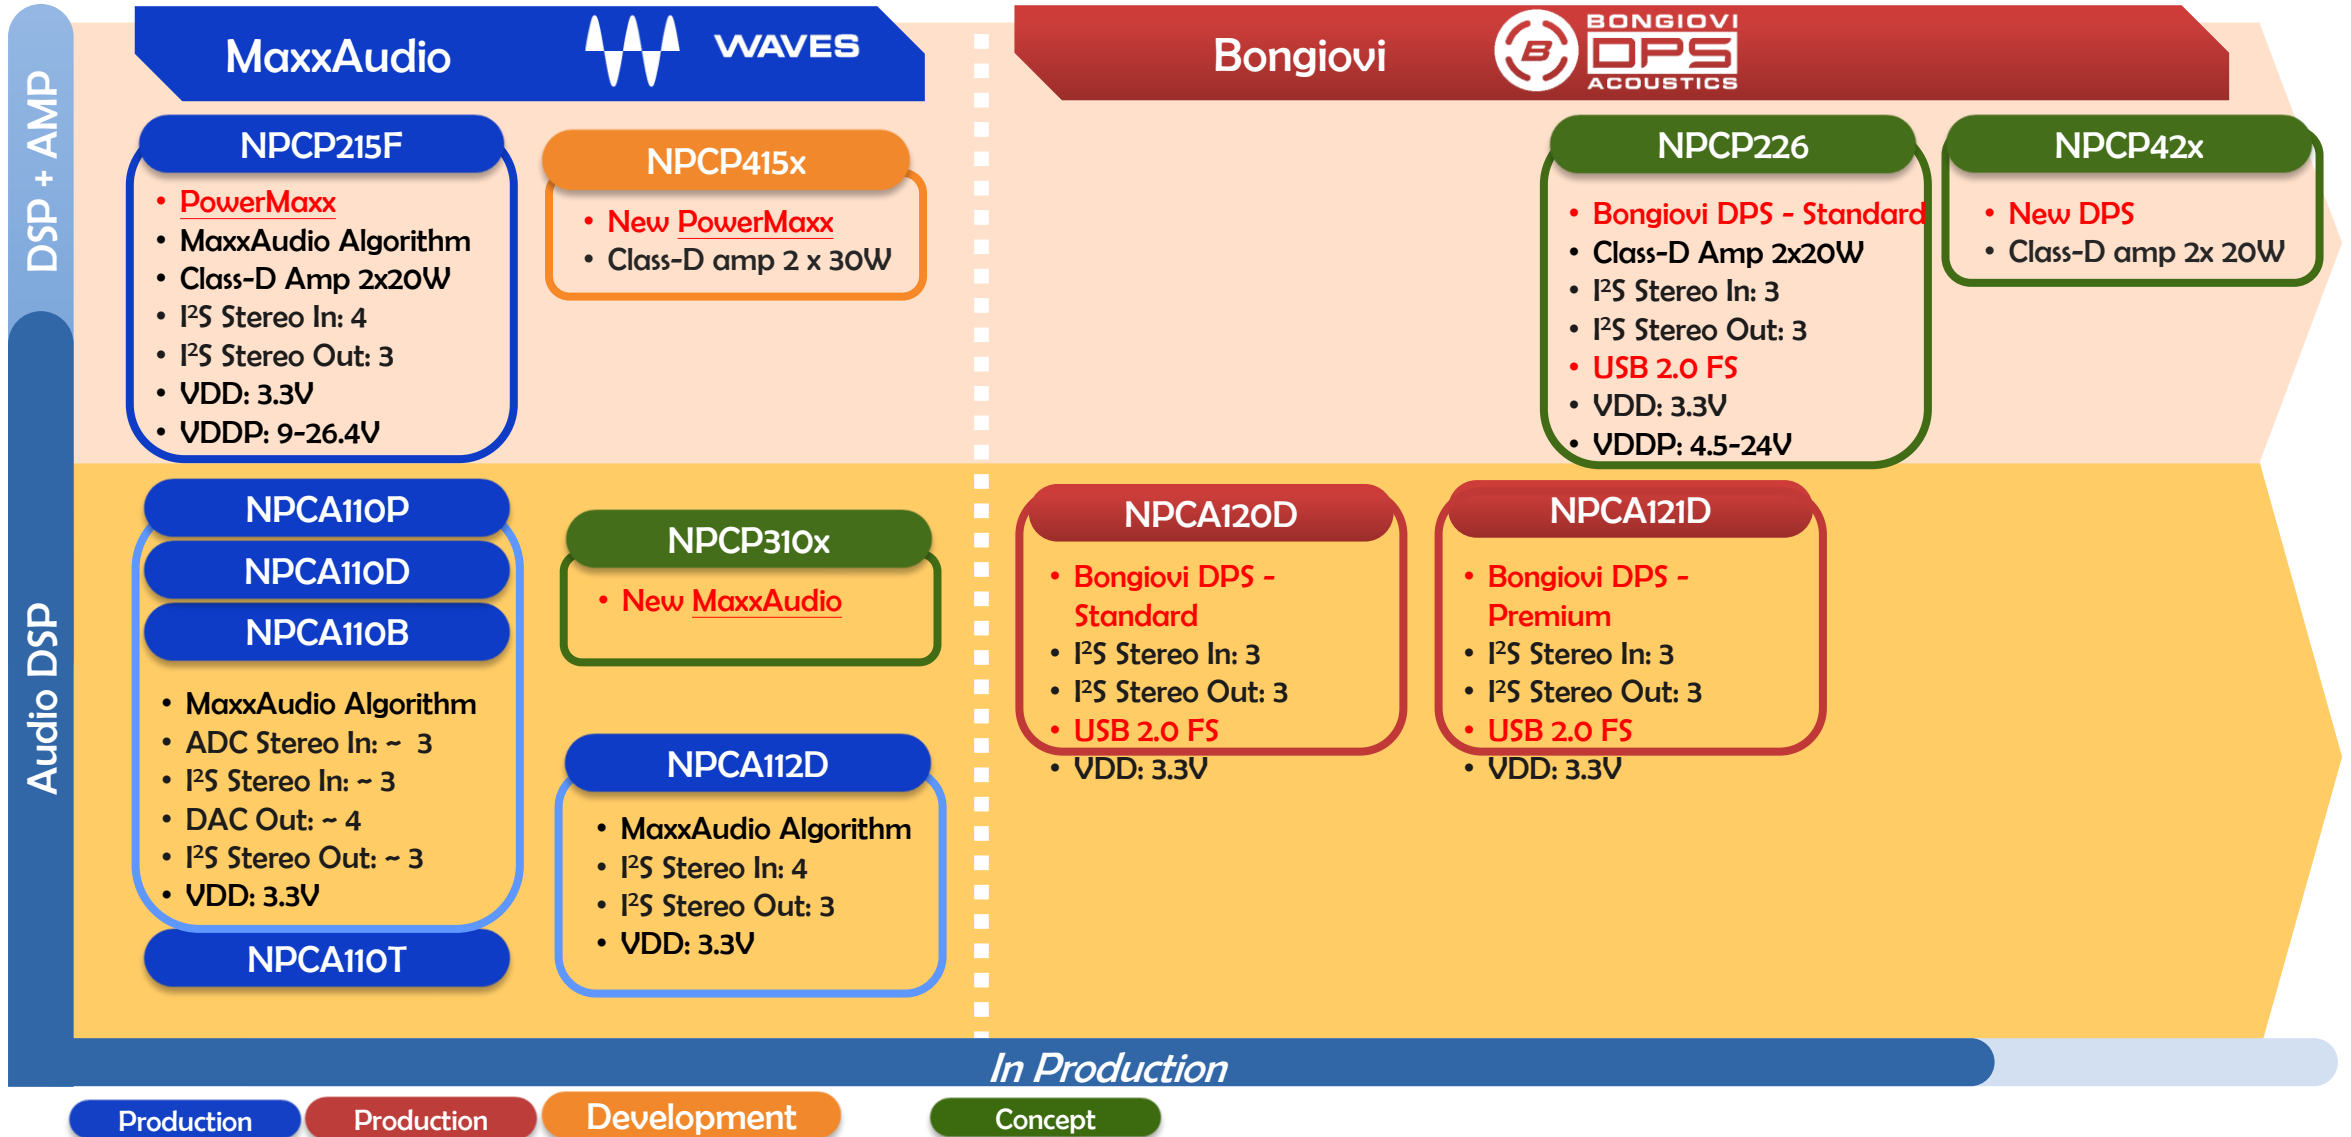 MaxxAudio
WAVES
Bongiovi
B
BONGIOVI
DPS
ACOUSTICS
DSP + AMP
NPCP215F
• PowerMaxx
• MaxxAudio Algorithm
• Class-D Amp 2x20W
• I²S Stereo In: 4
• I²S Stereo Out: 3
• VDD: 3.3V
• VDDP: 9-26.4V
NPCP415x
• New PowerMaxx
• Class-D amp 2 x 30W
NPCP226
• Bongiovi DPS - Standard
• Class-D Amp 2x20W
• I²S Stereo In: 3
• I²S Stereo Out: 3
• USB 2.0 FS
• VDD: 3.3V
• VDDP: 4.5-24V
NPCP42x
• New DPS
• Class-D amp 2x 20W
Audio DSP
NPCA110P
NPCA110D
NPCA110B
• MaxxAudio Algorithm
• ADC Stereo In: ~ 3
• I²S Stereo In: ~ 3
• DAC Out: ~ 4
• I²S Stereo Out: ~ 3
• VDD: 3.3V
NPCA110T
NPCP310x
• New MaxxAudio
NPCA112D
• MaxxAudio Algorithm
• I²S Stereo In: 4
• I²S Stereo Out: 3
• VDD: 3.3V
NPCA120D
• Bongiovi DPS -
Standard
• I²S Stereo In: 3
• I²S Stereo Out: 3
• USB 2.0 FS
• VDD: 3.3V
NPCA121D
• Bongiovi DPS -
Premium
• I²S Stereo In: 3
• I²S Stereo Out: 3
• USB 2.0 FS
• VDD: 3.3V
In Production
Production
Production
Development
Concept